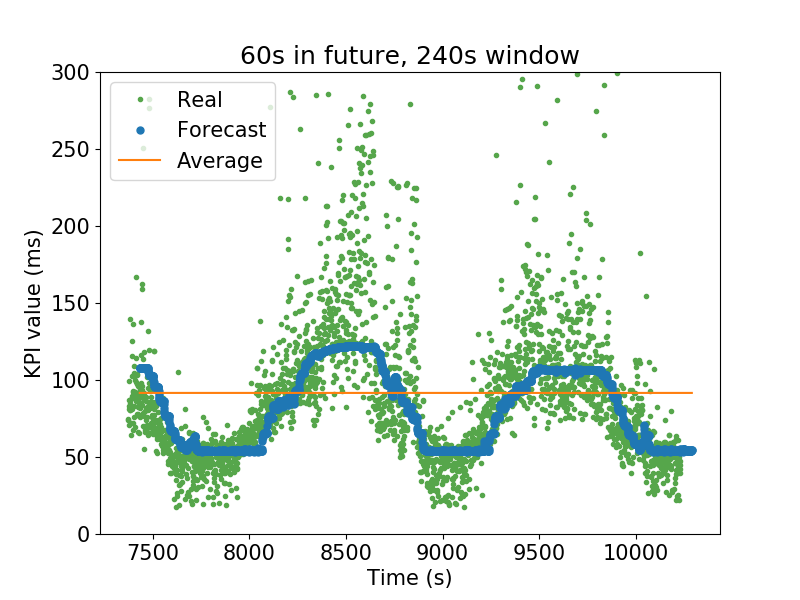 60s in future, 240s window
Real
Forecast
Average
KPI value (ms)
300
250
200
150
100
50
0
7500 8000 8500 9000 9500 10000
Time (s)